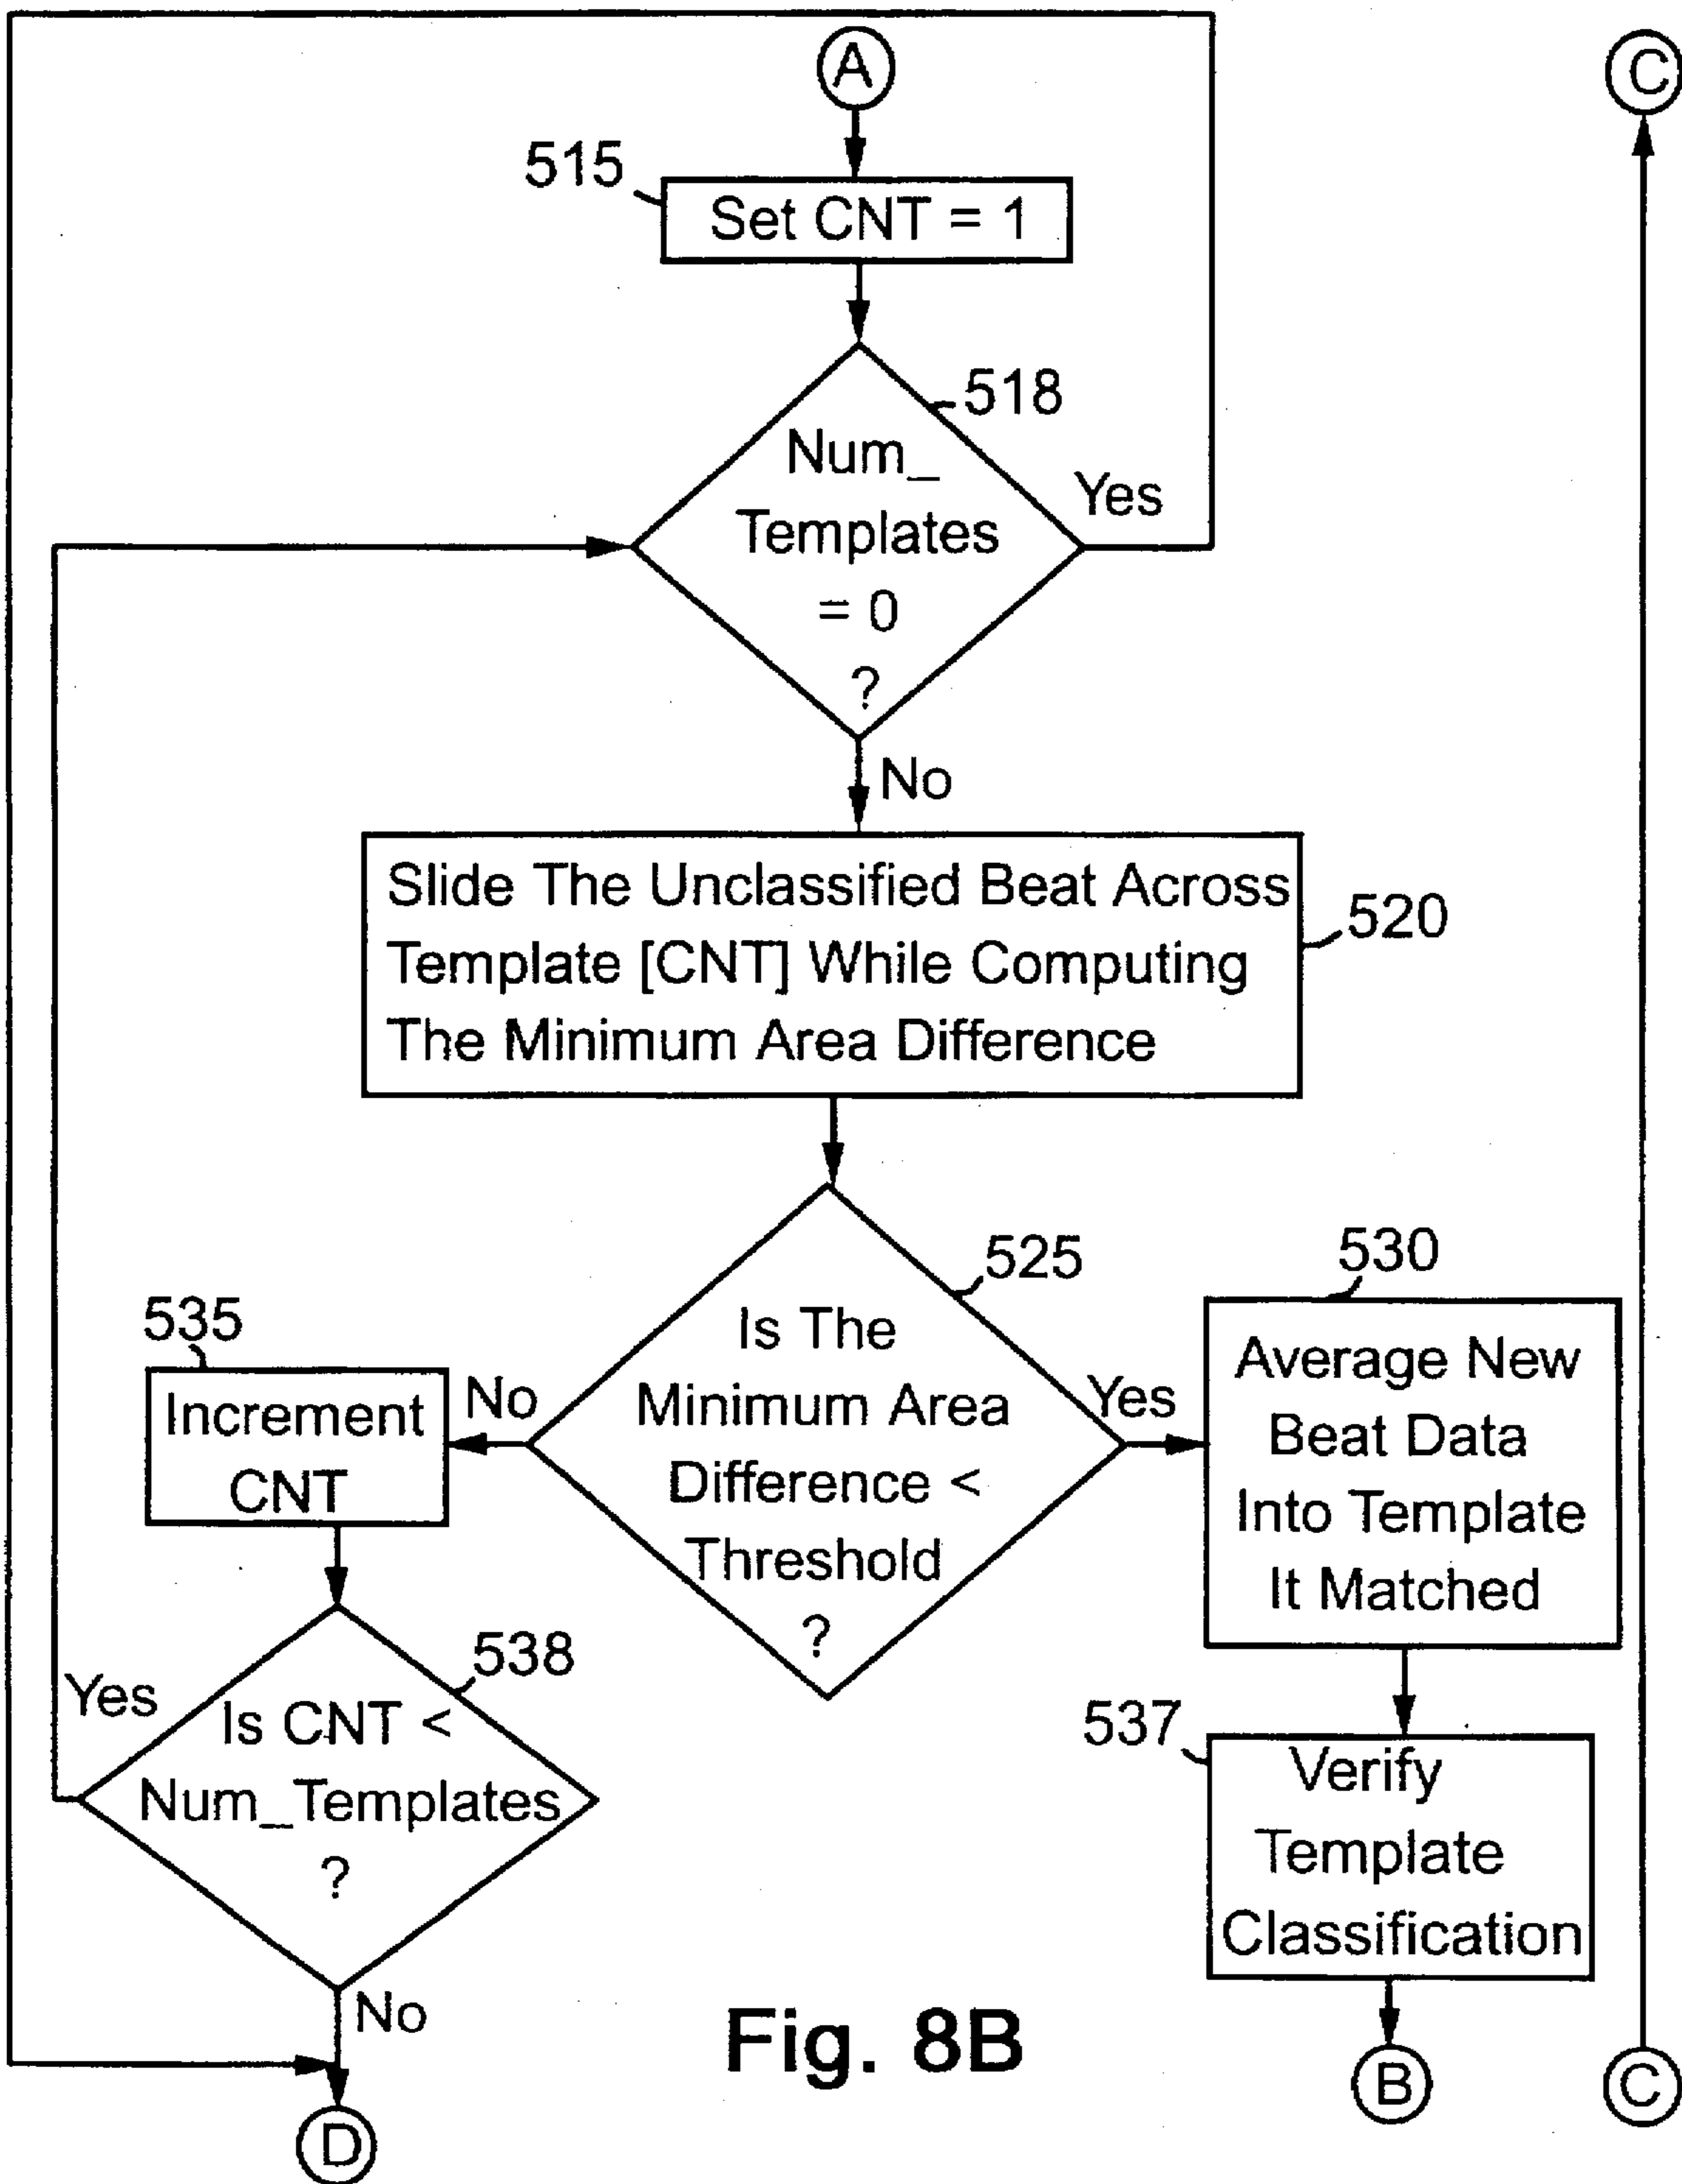 A
C
515
Set CNT = 1
518
Num_
Templates
= 0
?
Yes
No
Slide The Unclassified Beat Across
Template [CNT] While Computing
The Minimum Area Difference
520
525
Is The
Minimum Area
Difference <
Threshold
?
No
Yes
535
Increment
CNT
530
Average New
Beat Data
Into Template
It Matched
538
Yes
Is CNT <
Num_Templates
?
No
537
Verify
Template
Classification
Fig. 8B
B
C
D